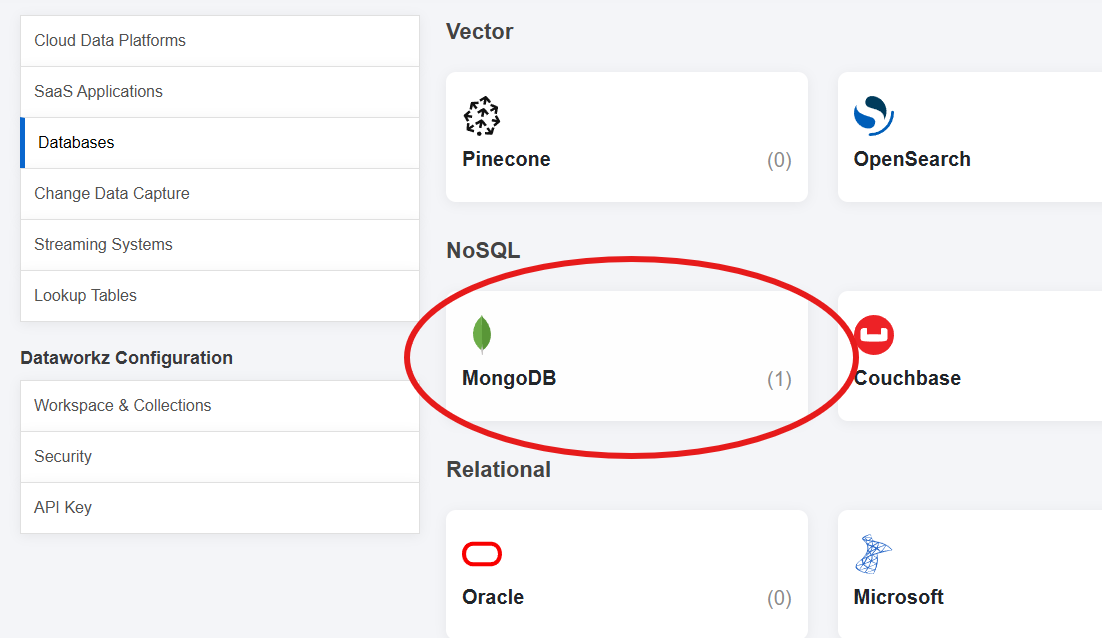 Cloud Data Platforms
SaaS Applications
Databases
Change Data Capture
Streaming Systems
Lookup Tables
Dataworkz Configuration
Workspace & Collections
Security
API Key
Vector
Pinecone (0)
OpenSearch
NoSQL
MongoDB (1)
Couchbase
Relational
Oracle (0)
Microsoft